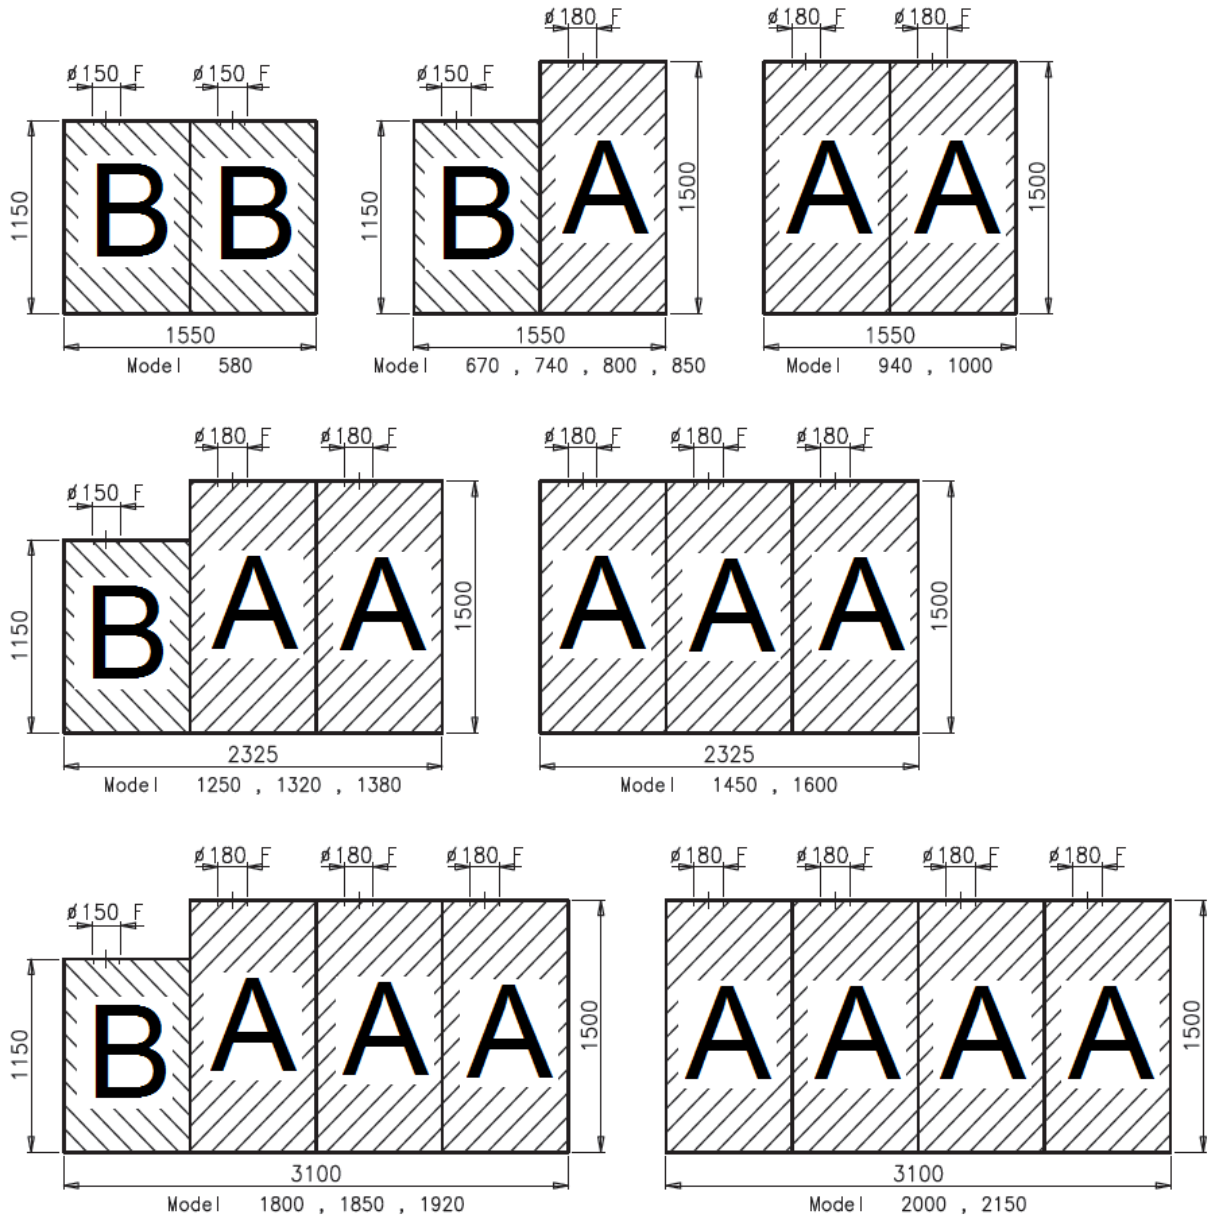 ø180 F
ø180 F
ø180 F
ø150 F
ø150 F
ø150 F
1150
B
B
1150
B
A
1500
A
A
1500
1550
1550
1550
Model 580
Model 670 , 740 , 800 , 850
Model 940 , 1000
ø180 F
ø180 F
ø180 F
ø180 F
ø180 F
ø150 F
1150
B
A
A
1500
A
A
A
1500
2325
2325
Model 1250 , 1320 , 1380
Model 1450 , 1600
ø180 F
ø180 F
ø180 F
ø180 F
ø180 F
ø180 F
ø180 F
ø150 F
1150
B
A
A
A
1500
A
A
A
A
1500
3100
3100
Model 1800 , 1850 , 1920
Model 2000 , 2150